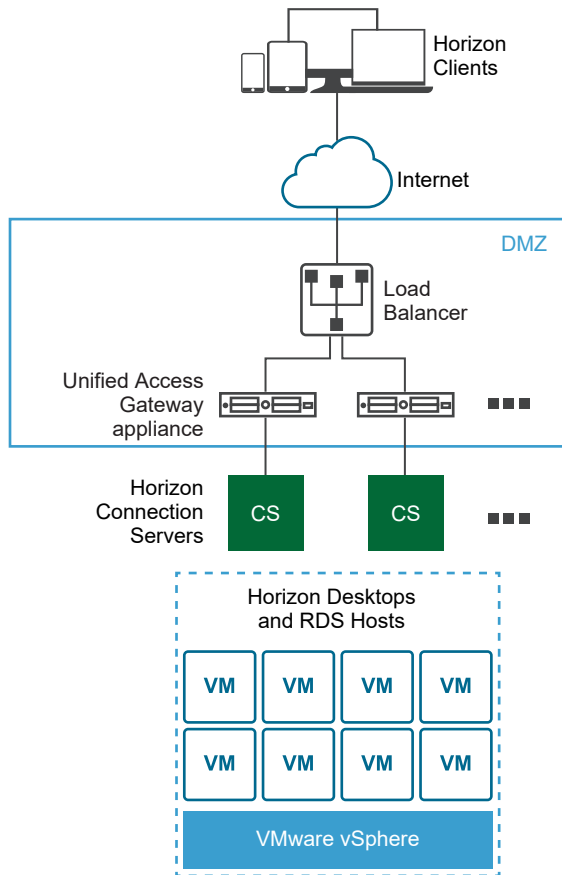 Horizon
Clients
Internet
DMZ
Load
Balancer
Unified Access
Gateway
appliance
Horizon
Connection
Servers
CS
CS
Horizon Desktops
and RDS Hosts
VM VM VM VM
VM VM VM VM
VMware vSphere